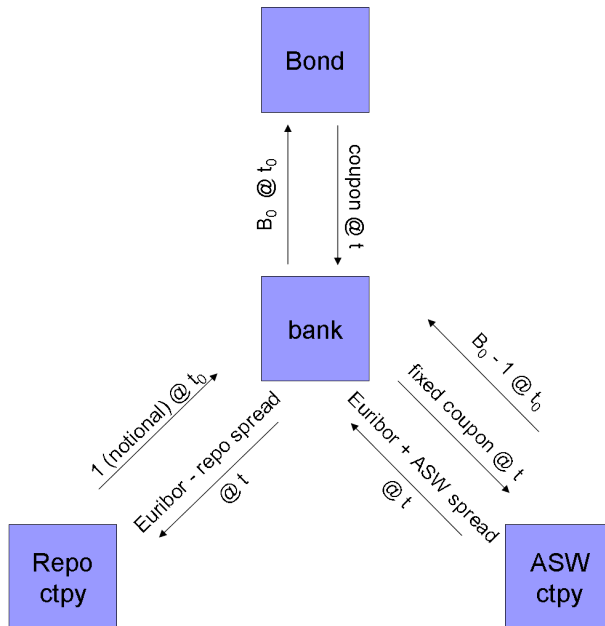 Bond
B₀ @ t₀
coupon @ t
bank
B₀ - 1 @ t₀
fixed coupon @ t
1 (notional) @ t₀
Euribor - repo spread
@ t
Euribor + ASW spread
@ t
Repo
ctpy
ASW
ctpy